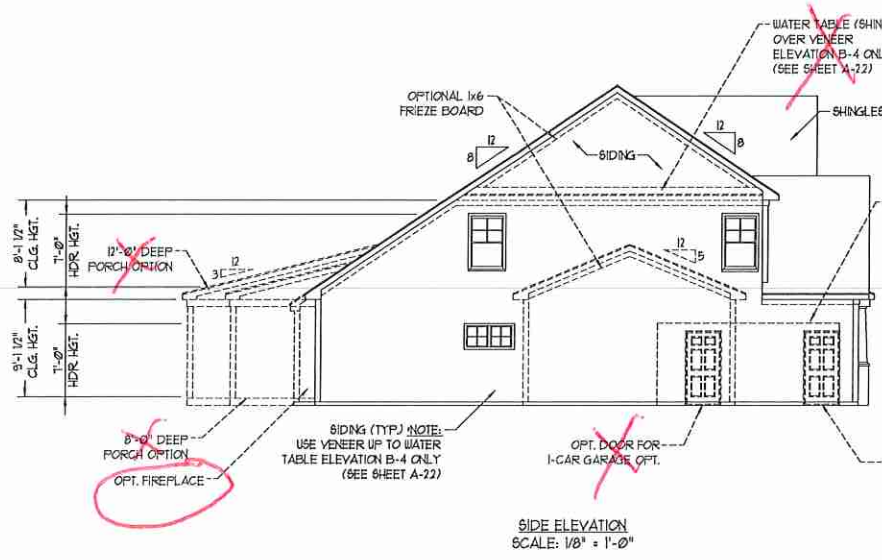 WATER TABLE (SHIN
OVER VENEER
ELEVATION B-4 ONL
(SEE SHEET A-22)
OPTIONAL 1x6
FRIEZE BOARD
SHINGLES
12
8
12
8
SIDING
8'-1 1/2"
CLG. HGT.
7'-0"
HDR. HGT.
12'-0" DEEP
PORCH OPTION
12
3
12
5
9'-1 1/2"
CLG. HGT.
7'-0"
HDR. HGT.
8'-0" DEEP
PORCH OPTION
OPT. FIREPLACE
SIDING (TYP.) NOTE:
USE VENEER UP TO WATER
TABLE ELEVATION B-4 ONLY
(SEE SHEET A-22)
OPT. DOOR FOR
1-CAR GARAGE OPT.
SIDE ELEVATION
SCALE: 1/8" = 1'-0"